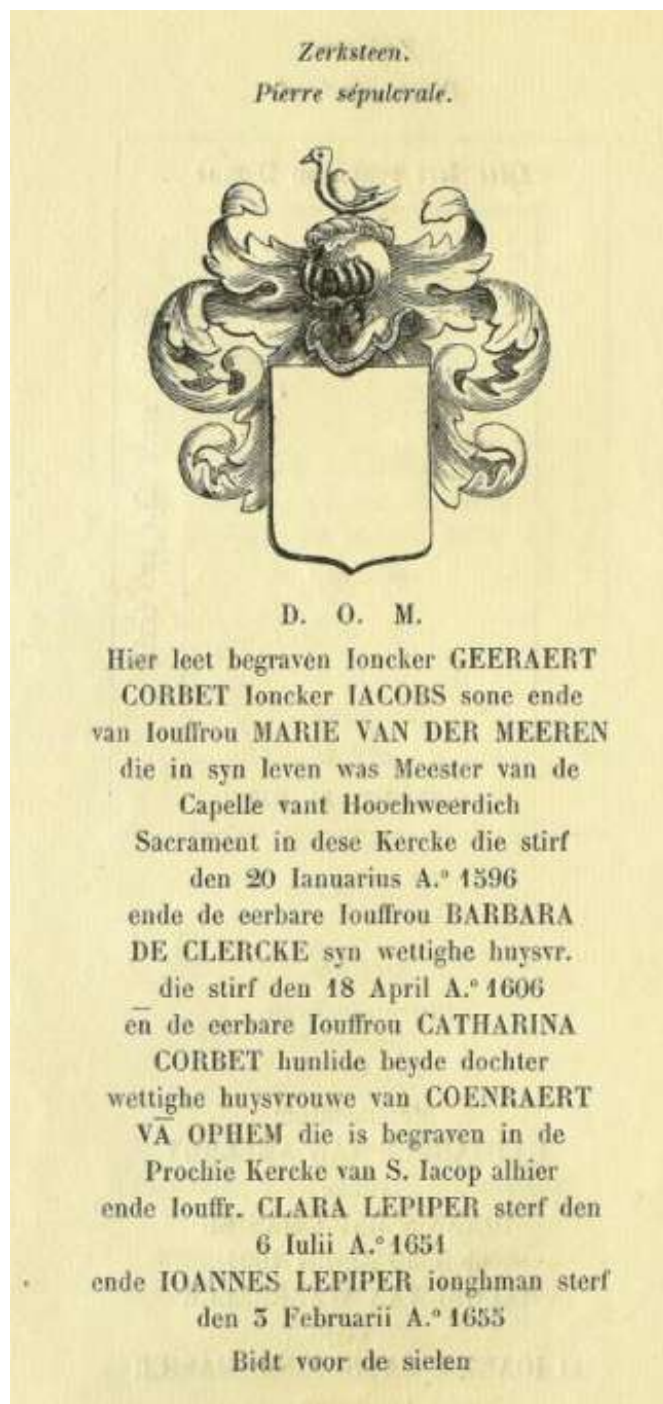 Zerksteen.
Pierre sépulcrale.
D. O. M.
Hier leet begraven Ioncker GEERAERT
CORBET Ioncker IACOBS sone ende
van Iouffrou MARIE VAN DER MEEREN
die in syn leven was Meester van de
Capelle vant Hoochweerdich
Sacrament in dese Kercke die stirf
den 20 Ianuarius A.º 1596
ende de eerbare Iouffrou BARBARA
DE CLERCKE syn wettighe huysvr.
die stirf den 18 April A.º 1606
en̅ de eerbare Iouffrou CATHARINA
CORBET hunlide beyde dochter
wettighe huysvrouwe van COENRAERT
VA̅ OPHEM die is begraven in de
Prochie Kercke van S. Iacop alhier
ende Iouffr. CLARA LEPIPER sterf den
6 Iulii A.º 1651
ende IOANNES LEPIPER ionghman sterf
den 3 Februarii A.º 1655
Bidt voor de sielen